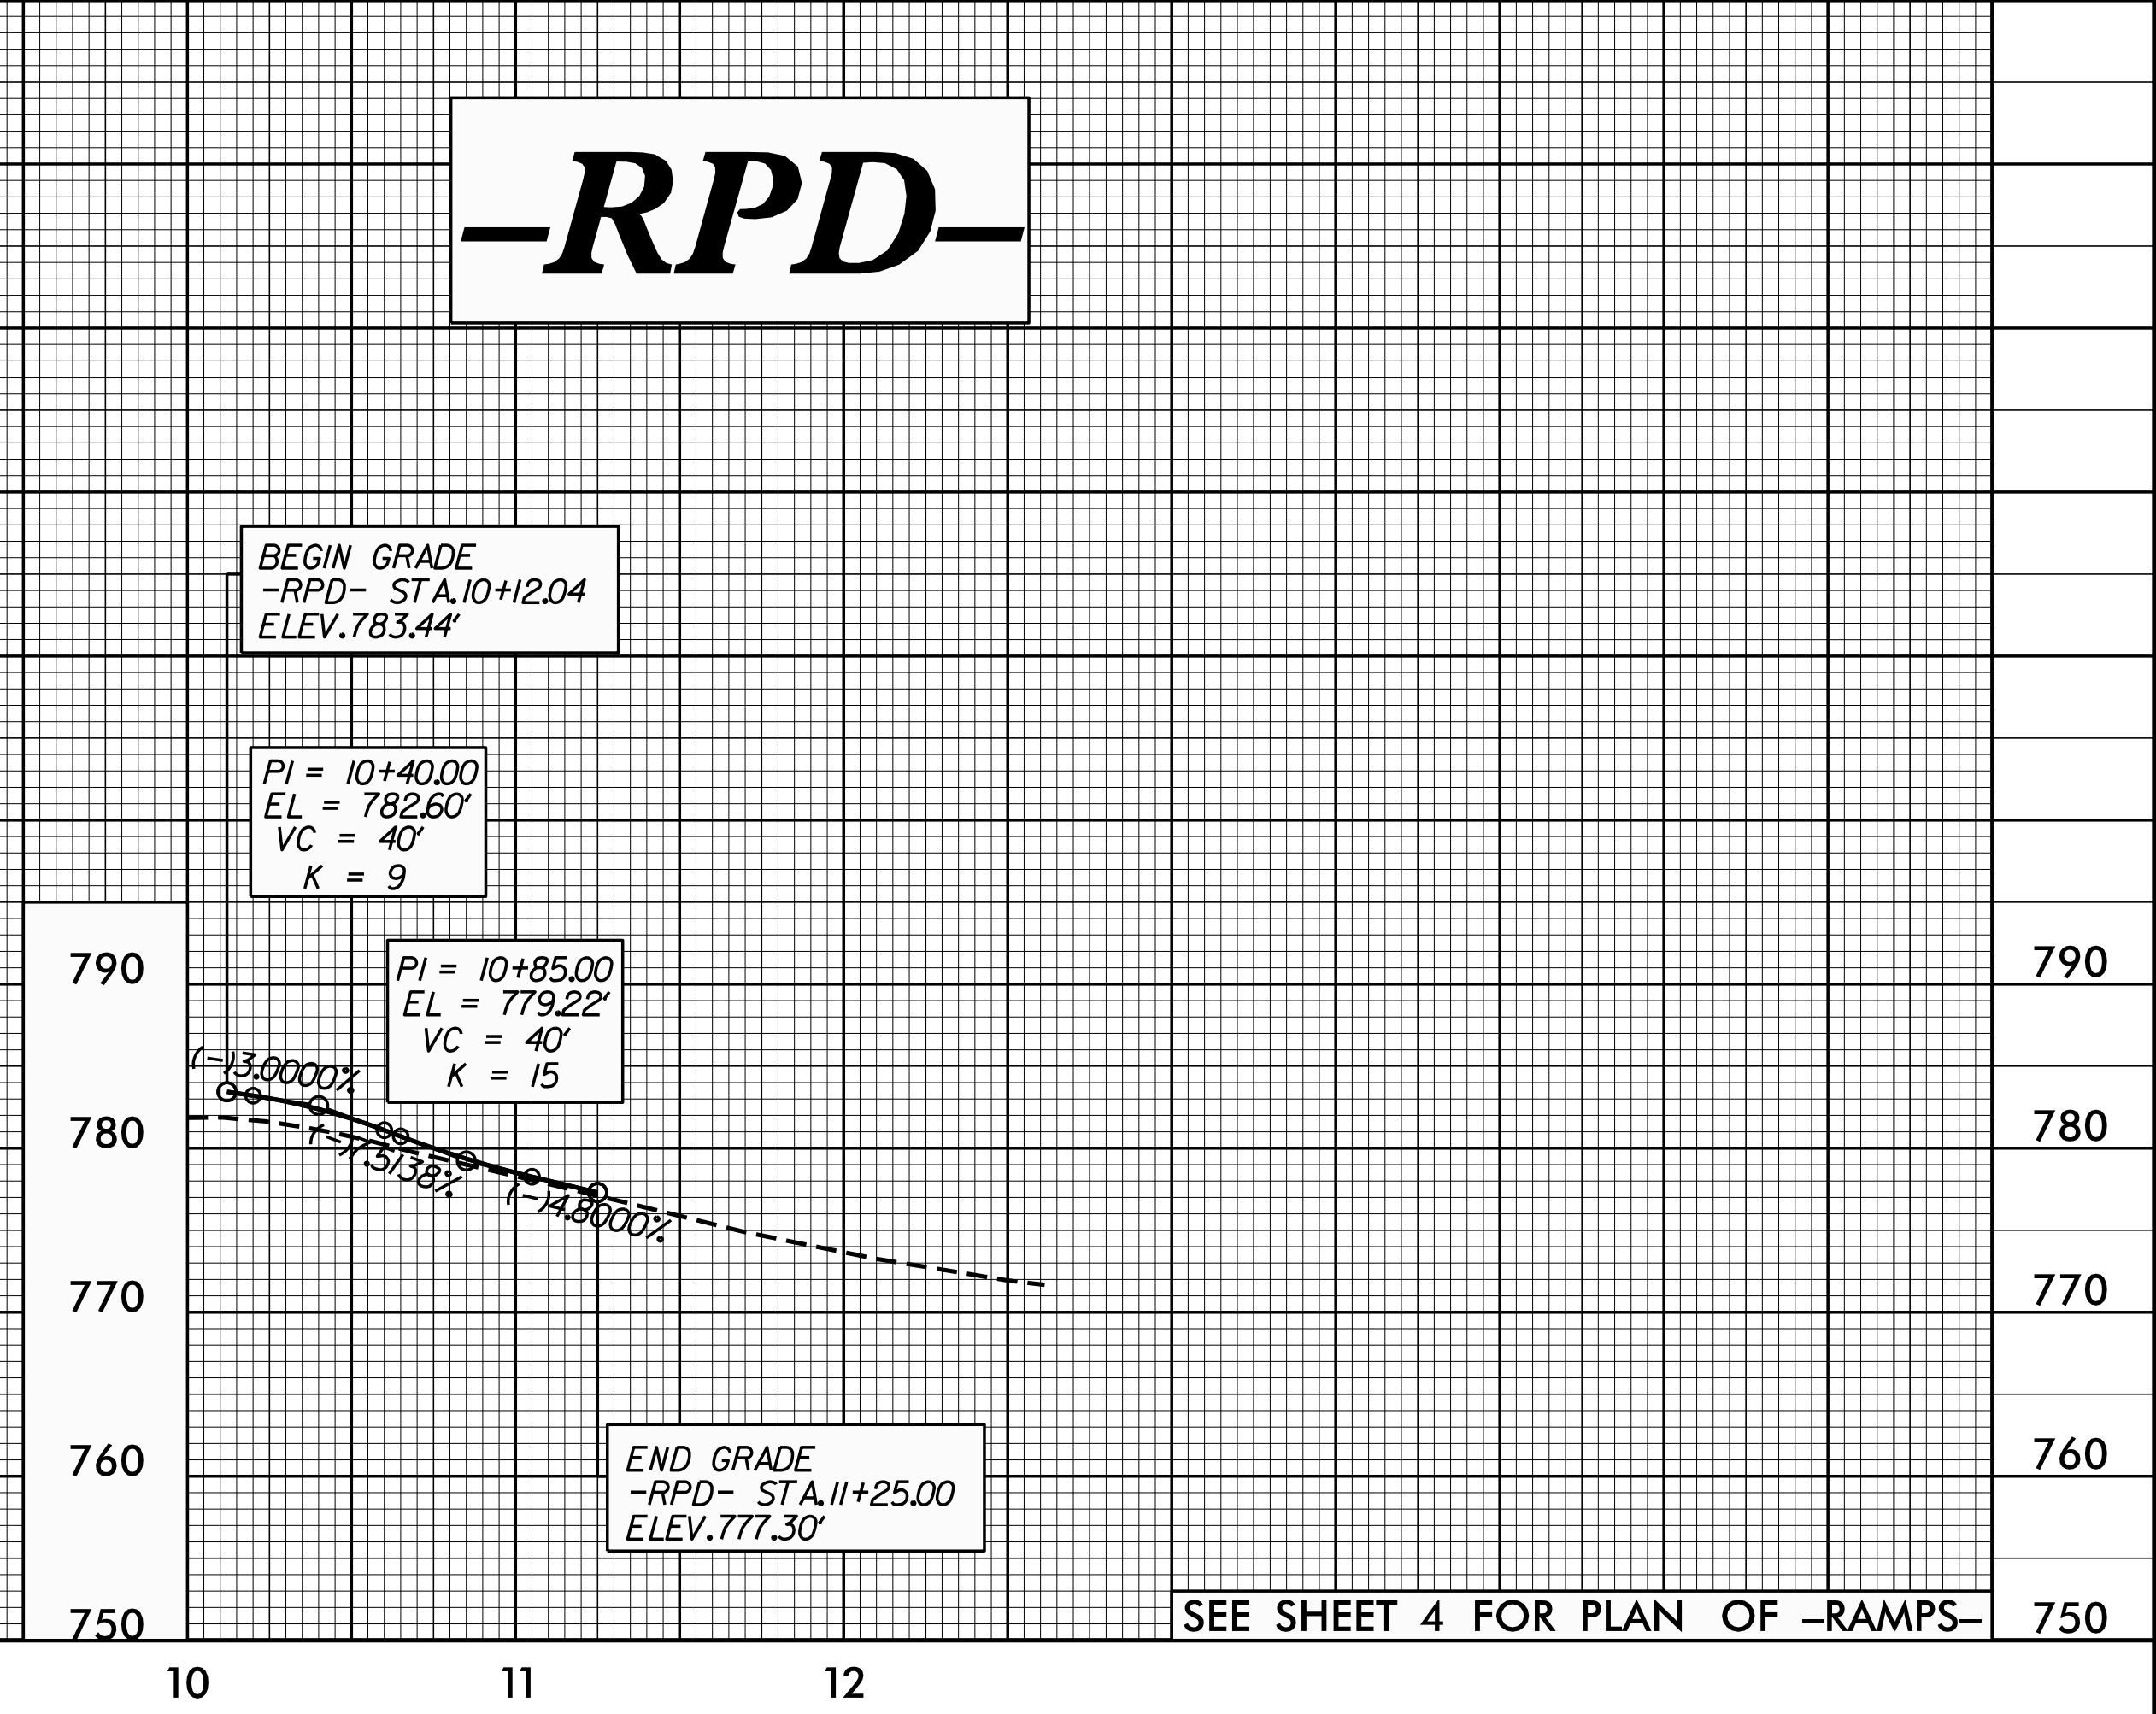 –RPD–
BEGIN GRADE
-RPD- STA.10+12.04
ELEV.783.44'
PI = 10+40.00
EL = 782.60'
VC = 40'
K = 9
PI = 10+85.00
EL = 779.22'
VC = 40'
K = 15
790
790
(-)3.0000%
780
780
(-)7.5138%
(-)4.8000%
770
770
END GRADE
-RPD- STA.11+25.00
ELEV.777.30'
760
760
750
SEE SHEET 4 FOR PLAN OF –RAMPS–
750
10 11 12